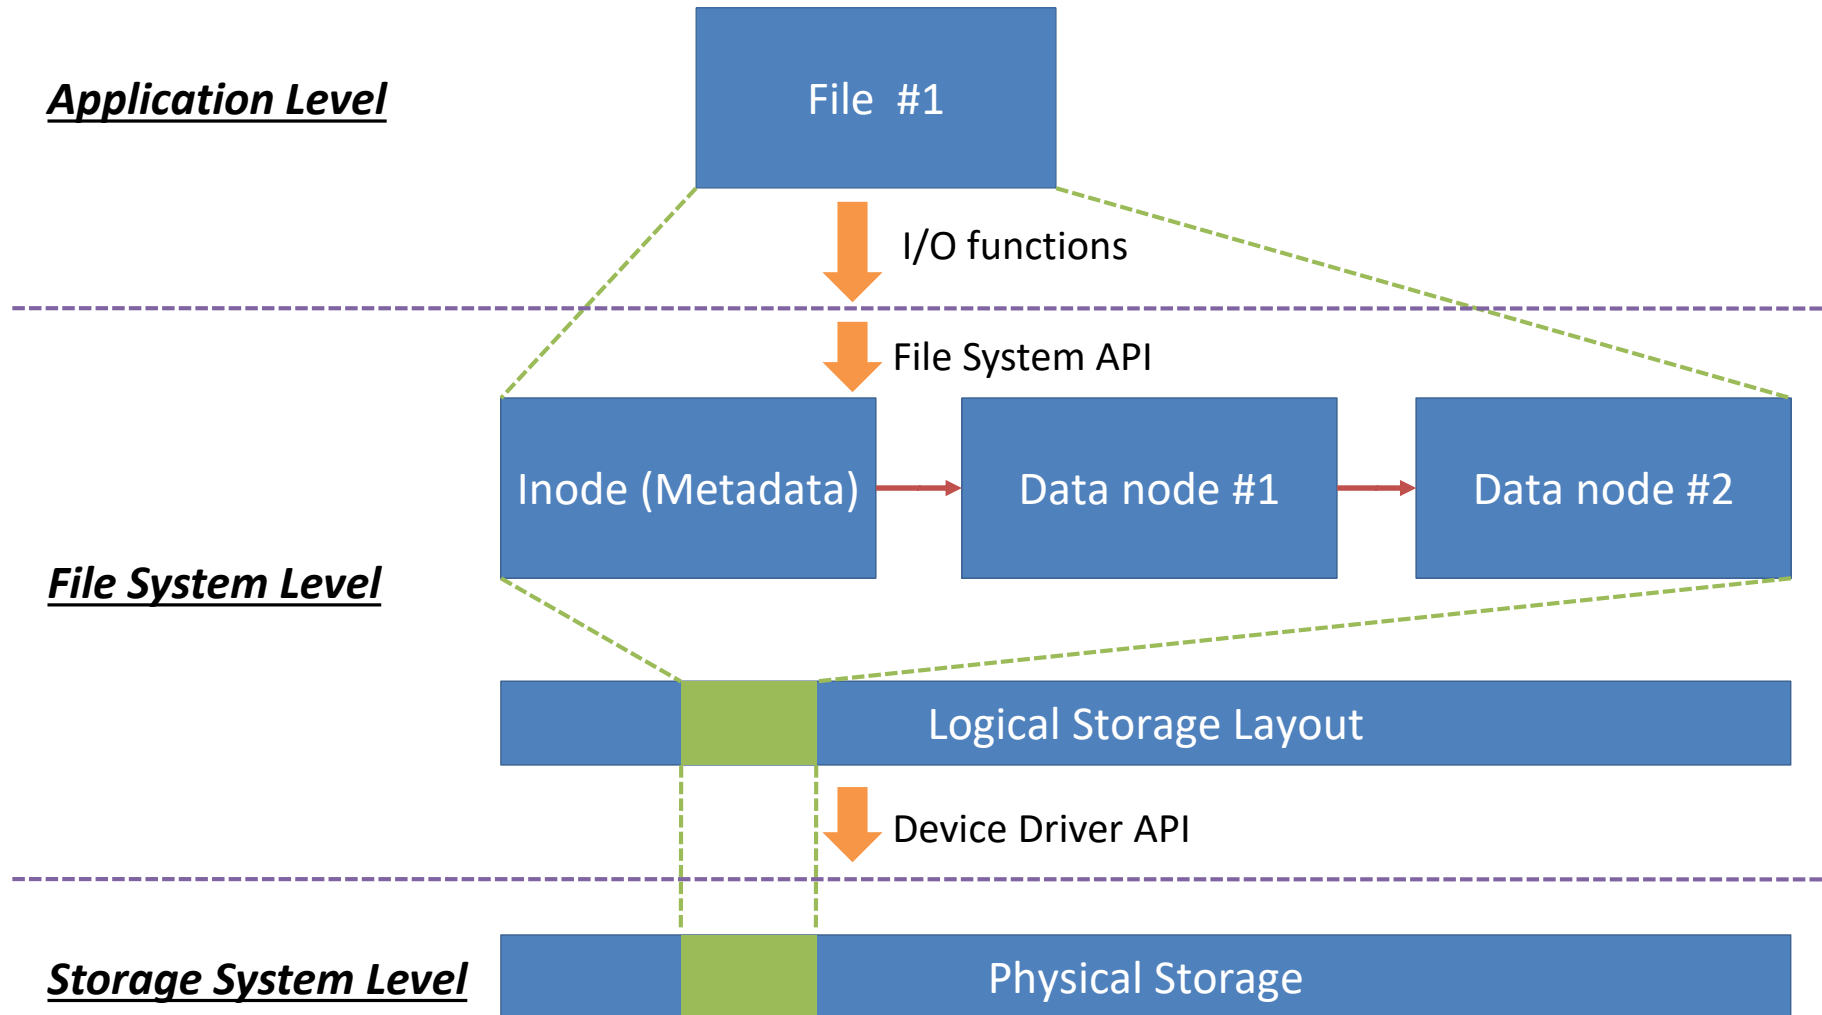 Application Level
File #1
I/O functions
File System API
Inode (Metadata)
Data node #1
Data node #2
File System Level
Logical Storage Layout
Device Driver API
Storage System Level
Physical Storage